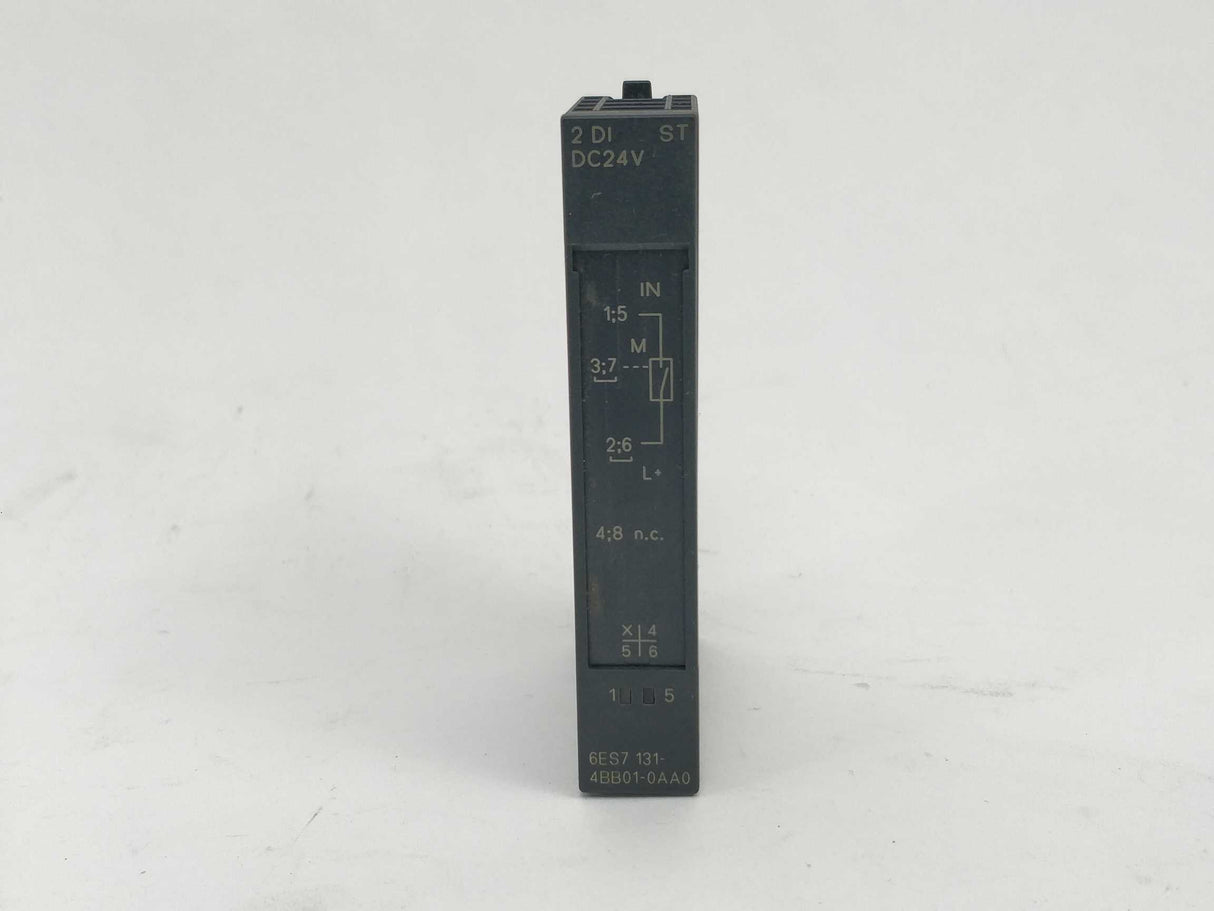 2 DI ST
DC24V
IN
1;5
M
3;7
2;6
L+
4;8 n.c.
X 4
5 6
1 5
6ES7 131-
4BB01-0AA0